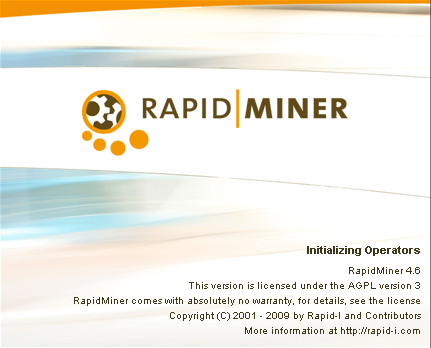 RAPID|MINER
Initializing Operators
RapidMiner 4.6
This version is licensed under the AGPL version 3
RapidMiner comes with absolutely no warranty, for details, see the license
Copyright (C) 2001 - 2009 by Rapid-I and Contributors
More information at http://rapid-i.com